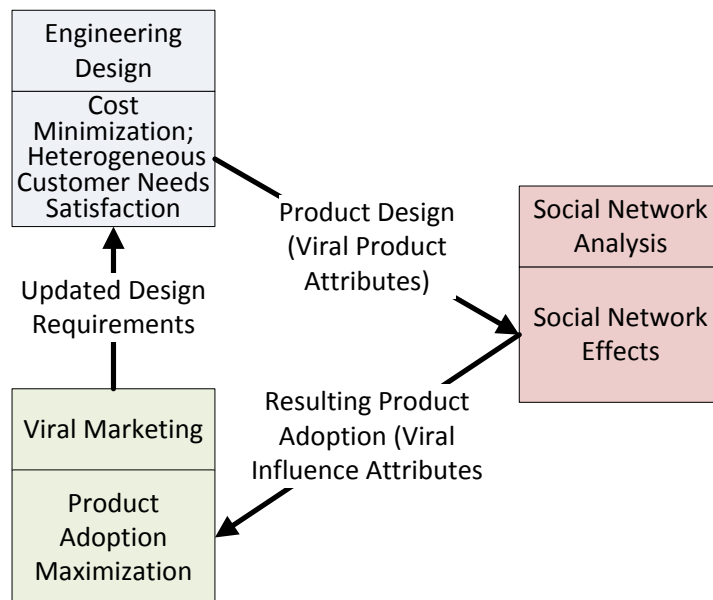 Engineering
Design
Cost
Minimization;
Heterogeneous
Customer Needs
Satisfaction
Product Design
(Viral Product
Attributes)
Social Network
Analysis
Social Network
Effects
Updated Design
Requirements
Resulting Product
Adoption (Viral
Influence Attributes
Viral Marketing
Product
Adoption
Maximization